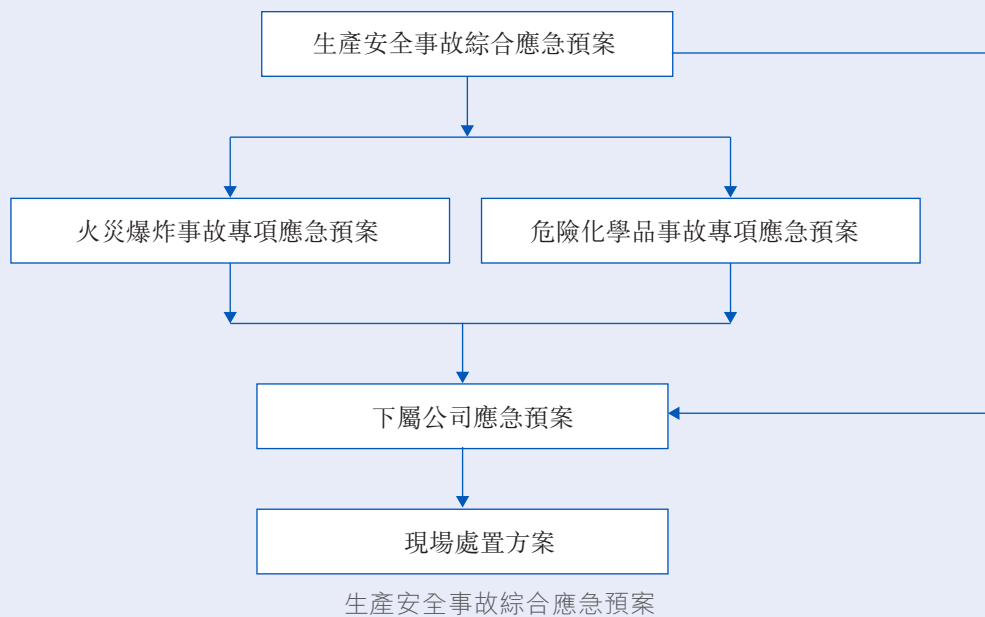 生產安全事故綜合應急預案
火災爆炸事故專項應急預案
危險化學品事故專項應急預案
下屬公司應急預案
現場處置方案
生產安全事故綜合應急預案